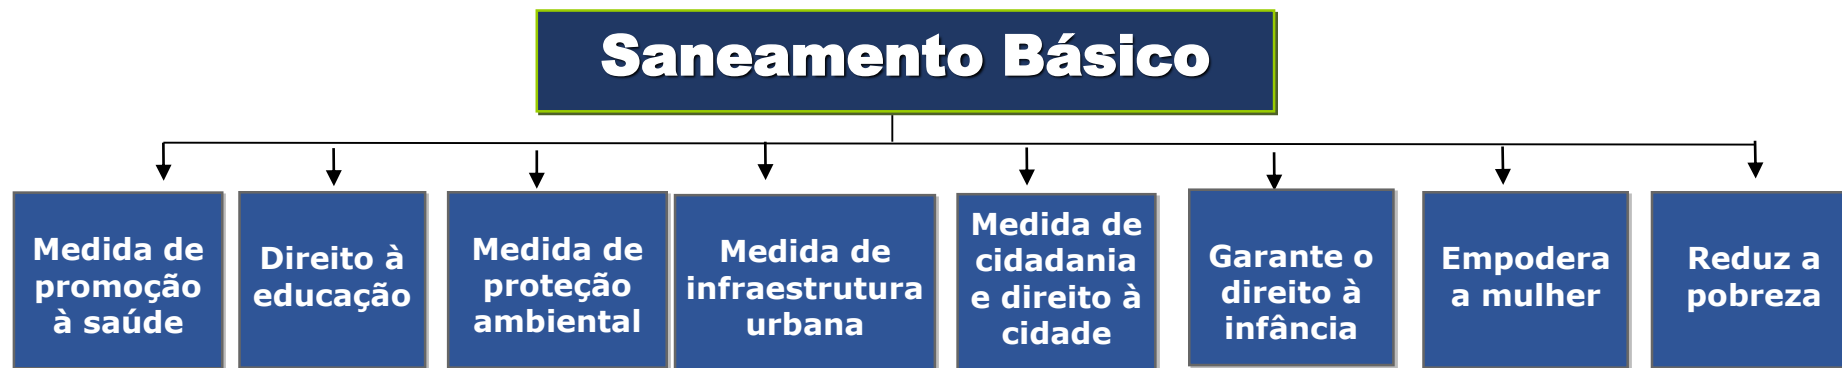 Saneamento Básico
Medida de
promoção
à saúde
Direito à
educação
Medida de
proteção
ambiental
Medida de
infraestrutura
urbana
Medida de
cidadania
e direito à
cidade
Garante o
direito à
infância
Empodera
a mulher
Reduz a
pobreza